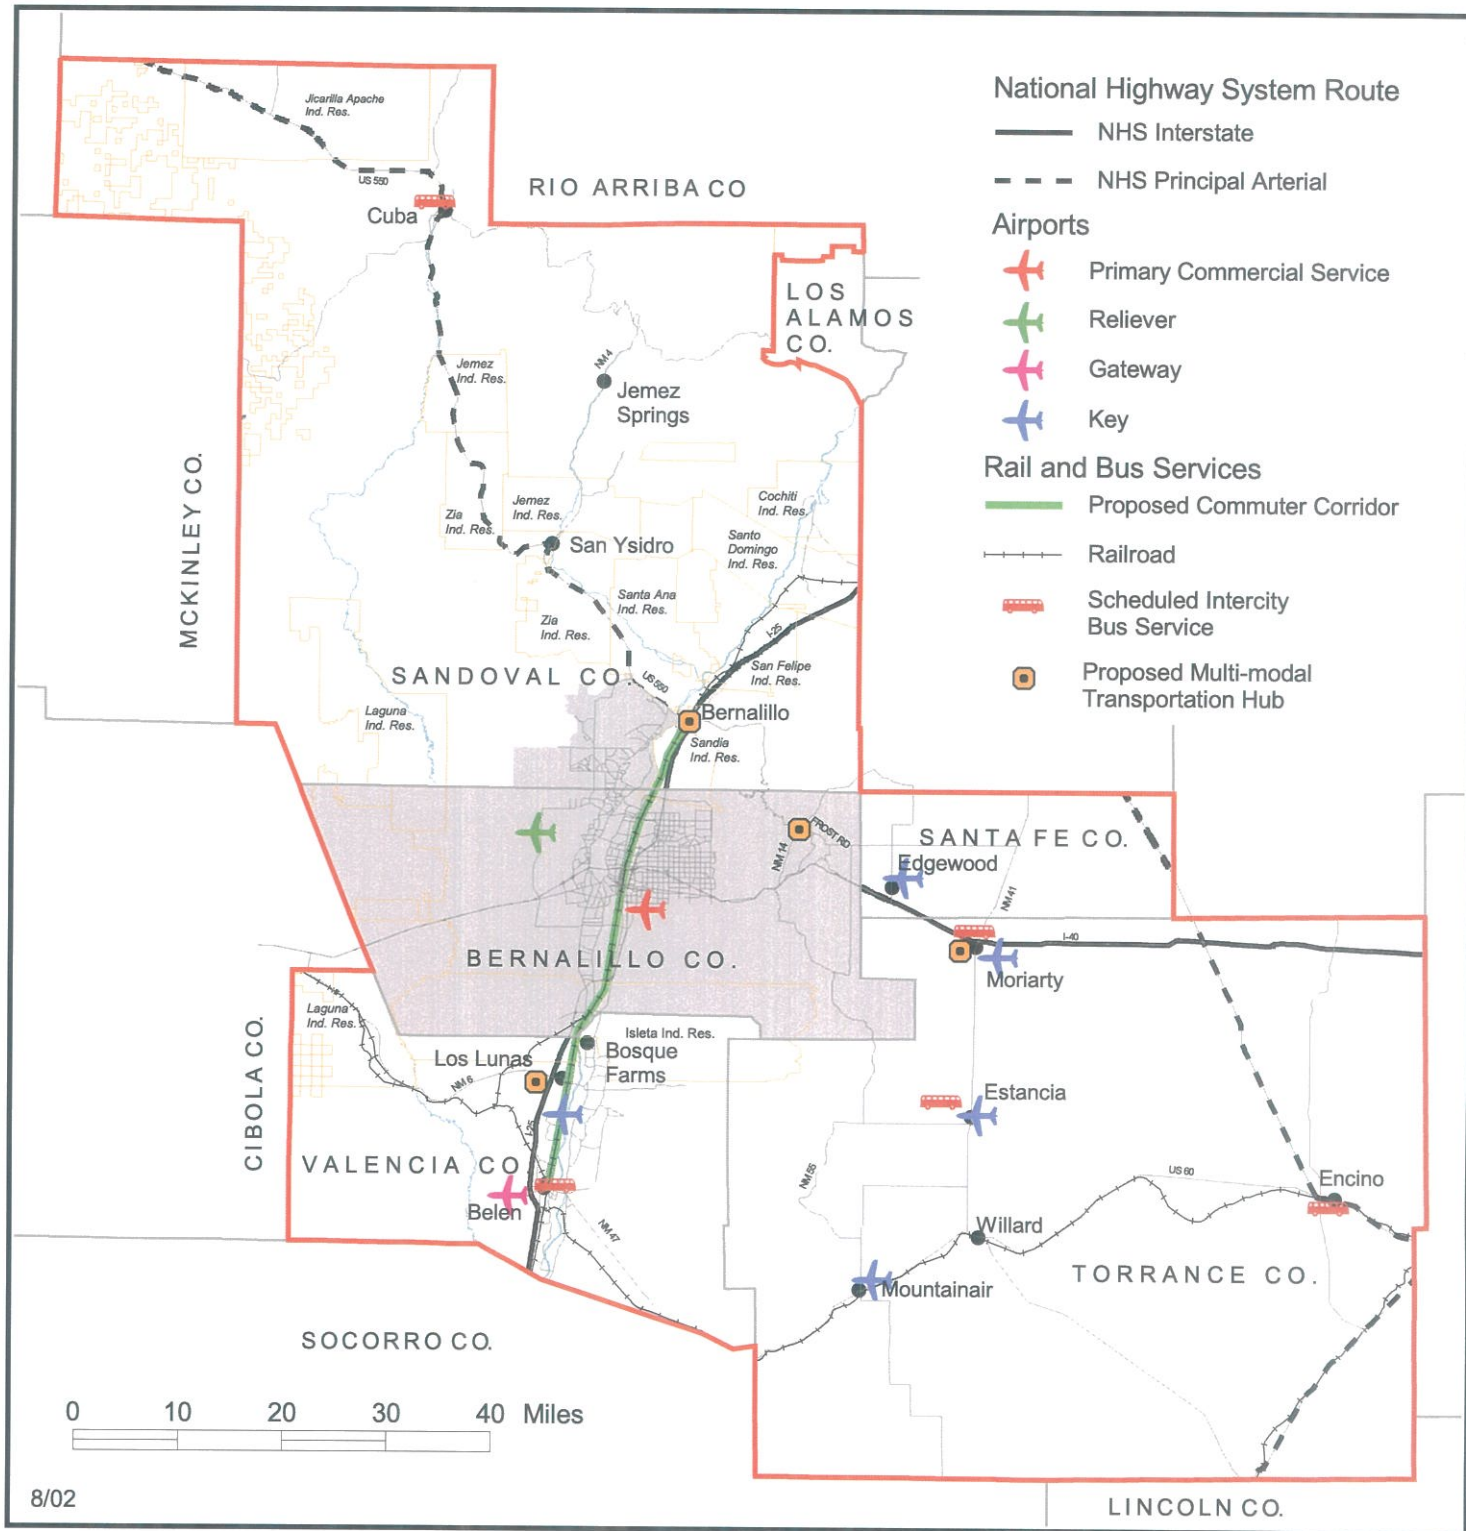 National Highway System Route
NHS Interstate
NHS Principal Arterial
Airports
Primary Commercial Service
Reliever
Gateway
Key
Rail and Bus Services
Proposed Commuter Corridor
Railroad
Scheduled Intercity
Bus Service
Proposed Multi-modal
Transportation Hub
Jicarilla Apache
Ind. Res.
US 550
Cuba
RIO ARRIBA CO
LOS
ALAMOS
CO.
Jemez
Ind. Res.
NM 4
Jemez
Springs
MCKINLEY CO.
Zia
Ind. Res.
Jemez
Ind. Res.
Cochiti
Ind. Res.
Santo
Domingo
Ind. Res.
San Ysidro
Santa Ana
Ind. Res.
Zia
Ind. Res.
I-25
San Felipe
Ind. Res.
SANDOVAL CO.
US 550
Laguna
Ind. Res.
Bernalillo
Sandia
Ind. Res.
FROST RD
NM 14
SANTA FE CO.
Edgewood
NM 41
I-40
Moriarty
BERNALILLO CO.
Laguna
Ind. Res.
Isleta Ind. Res.
Los Lunas
Bosque
Farms
NM 6
CIBOLA CO.
I-25
VALENCIA CO
Belen
NM 47
Estancia
NM 55
US 60
Encino
Willard
Mountainair
TORRANCE CO.
SOCORRO CO.
0 10 20 30 40 Miles
8/02
LINCOLN CO.